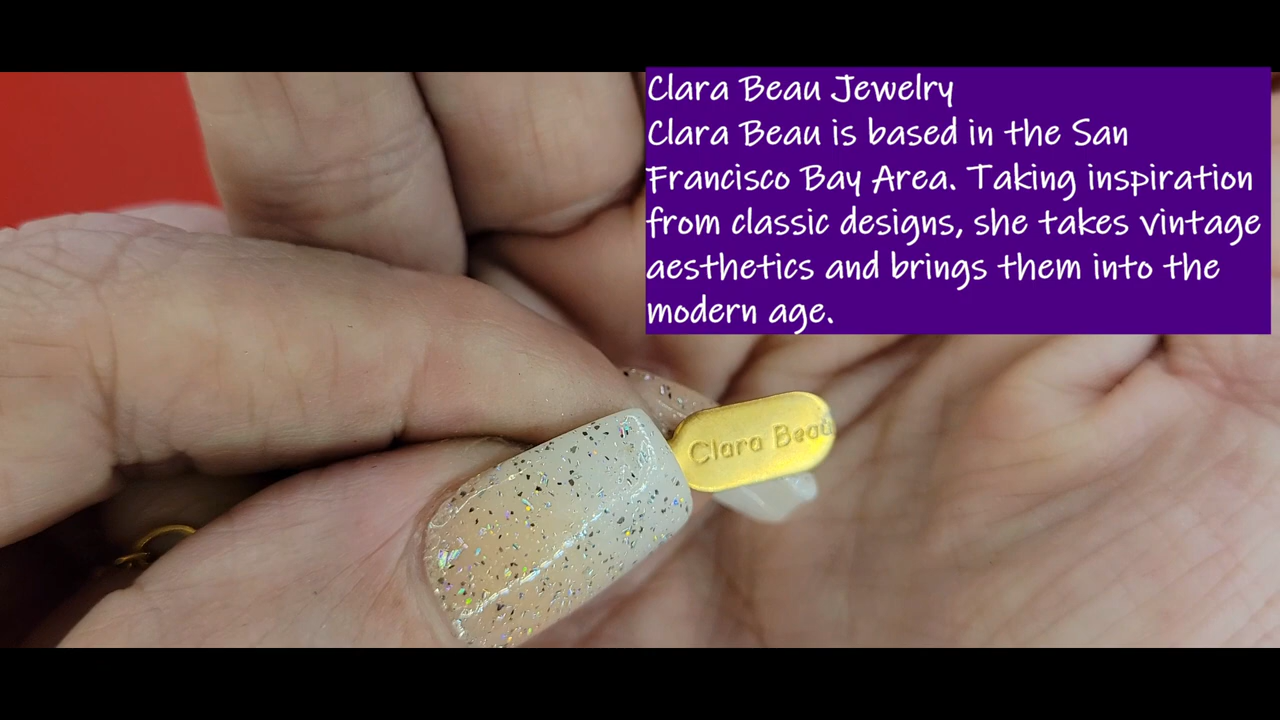 Clara Beau Jewelry
Clara Beau is based in the San
Francisco Bay Area. Taking inspiration
from classic designs, she takes vintage
aesthetics and brings them into the
modern age.
Clara Beau